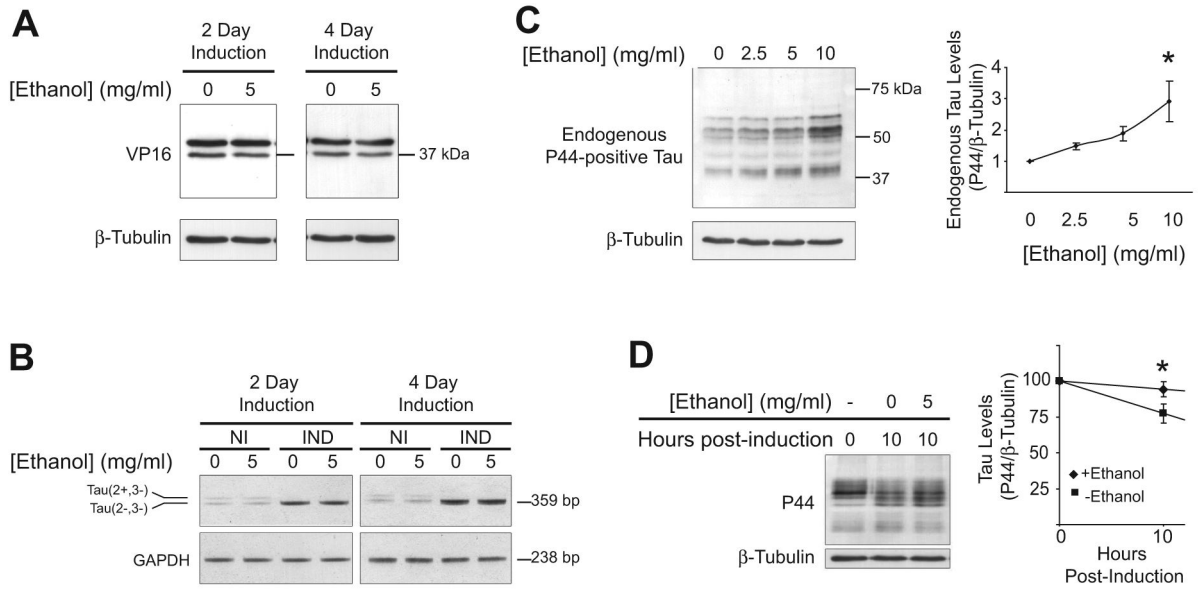 A
2 Day
Induction
4 Day
Induction
[Ethanol] (mg/ml)
0 5 0 5
VP16
37 kDa
β-Tubulin
B
2 Day
Induction
4 Day
Induction
NI IND NI IND
[Ethanol] (mg/ml)
0 5 0 5 0 5 0 5
Tau(2+,3-)
Tau(2-,3-)
359 bp
GAPDH
238 bp
C
[Ethanol] (mg/ml)
0 2.5 5 10
75 kDa
Endogenous
P44-positive Tau
50
37
β-Tubulin
Endogenous Tau Levels
(P44/β-Tubulin)
*
4
3
2
1
0 2.5 5 10
[Ethanol] (mg/ml)
D
[Ethanol] (mg/ml)
- 0 5
Hours post-induction
0 10 10
P44
β-Tubulin
Tau Levels
(P44/β-Tubulin)
*
100
75
50
25
+Ethanol
-Ethanol
0 10
Hours
Post-Induction